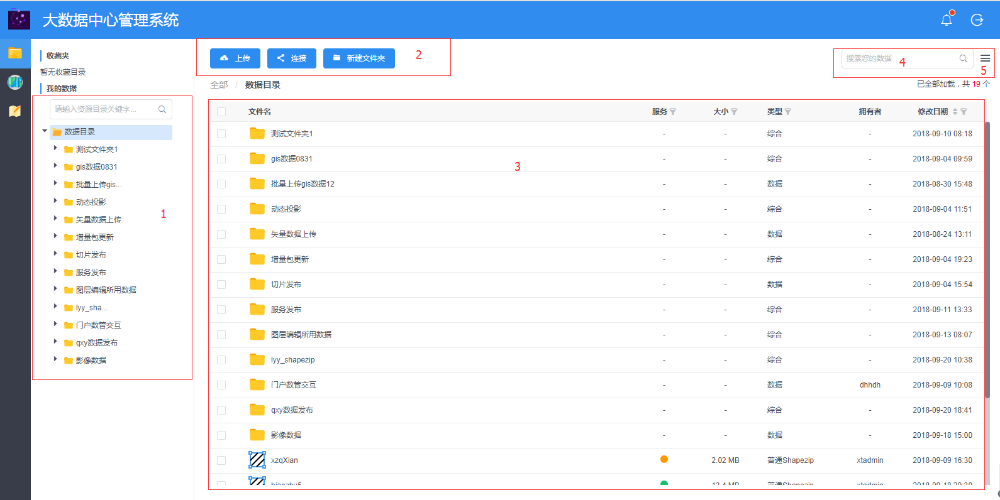 大数据中心管理系统
收藏夹
暂无收藏目录
我的数据
请输入资源目录关键字...
数据目录
测试文件夹1
gis数据0831
批量上传gis...
动态投影
矢量数据上传
增量包更新
切片发布
服务发布
图层编辑所用数据
lyy_sha...
门户数管交互
qxy数据发布
影像数据
1
上传 连接 新建文件夹 2
搜索您的数据 4
5
全部 / 数据目录
已全部加载，共 19 个
文件名 服务 大小 类型 拥有者 修改日期
测试文件夹1 - - 综合 - 2018-09-10 08:18
gis数据0831 - - 综合 - 2018-09-04 09:59
3
批量上传gis数据12 - - 数据 - 2018-08-30 15:48
动态投影 - - 综合 - 2018-09-04 11:51
矢量数据上传 - - 数据 - 2018-08-24 13:11
增量包更新 - - 综合 - 2018-09-04 19:23
切片发布 - - 数据 - 2018-09-04 15:54
服务发布 - - 综合 - 2018-09-11 13:33
图层编辑所用数据 - - 综合 - 2018-09-13 08:07
lyy_shapezip - - 综合 - 2018-09-20 10:38
门户数管交互 - - 数据 dhhdh 2018-09-09 10:08
qxy数据发布 - - 综合 - 2018-09-20 18:41
影像数据 - - 数据 - 2018-09-18 15:00
xzqXian 2.02 MB 普通Shapezip xtadmin 2018-09-09 16:30
普通Shapezip xtadmin